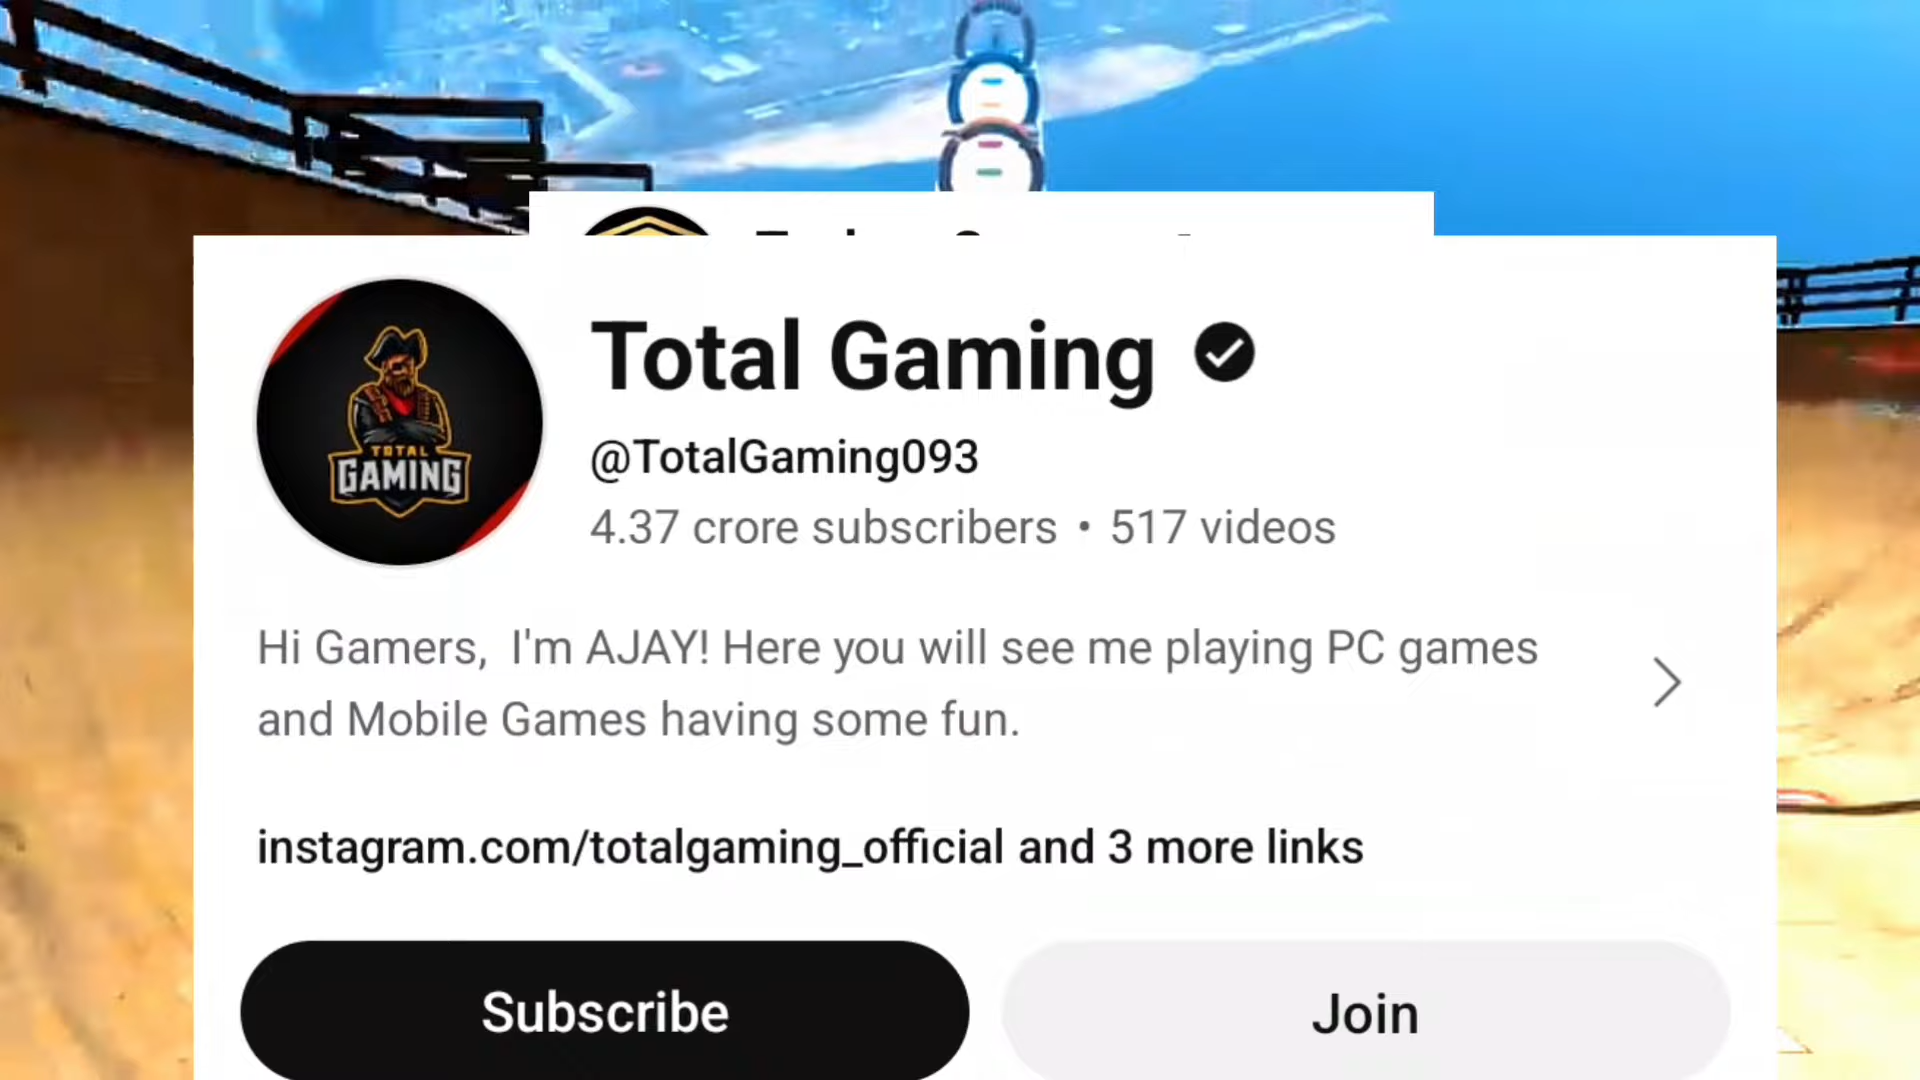 TOTAL
GAMING
Total Gaming
@TotalGaming093
4.37 crore subscribers • 517 videos
Hi Gamers,  I'm AJAY! Here you will see me playing PC games
and Mobile Games having some fun.
instagram.com/totalgaming_official and 3 more links
Subscribe
Join